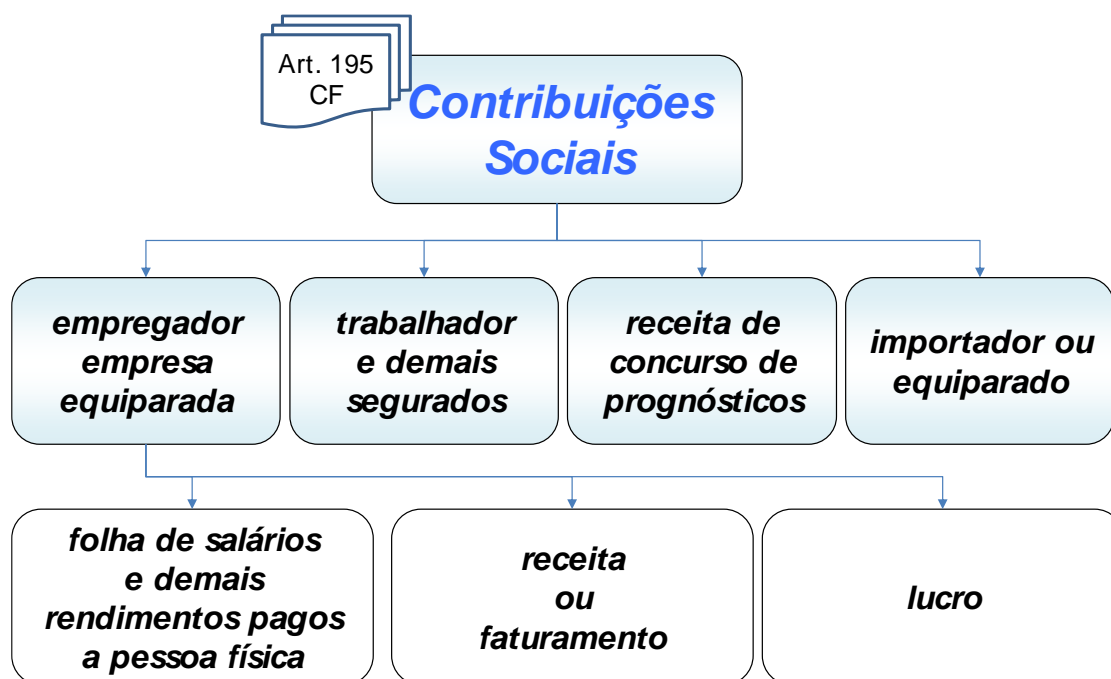 Art. 195
CF
Contribuições
Sociais
empregador
empresa
equiparada
trabalhador
e demais
segurados
receita de
concurso de
prognósticos
importador ou
equiparado
folha de salários
e demais
rendimentos pagos
a pessoa física
receita
ou
faturamento
lucro